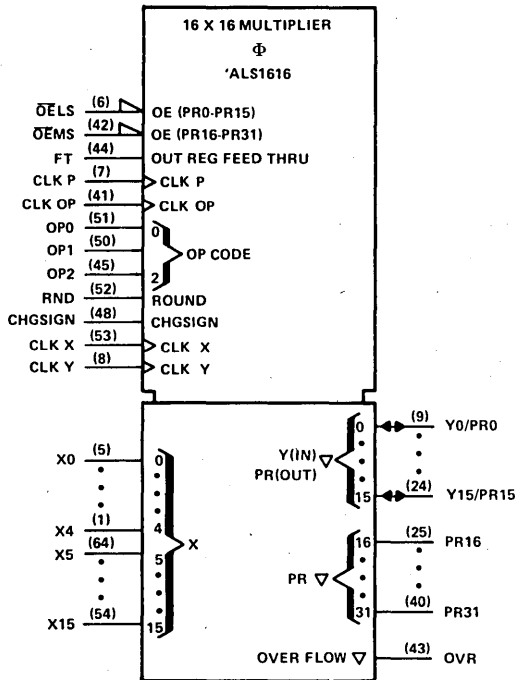 16 X 16 MULTIPLIER
Φ
'ALS1616
OELS (6) OE (PR0-PR15)
OEMS (42) OE (PR16-PR31)
FT (44) OUT REG FEED THRU
CLK P (7) CLK P
CLK OP (41) CLK OP
OP0 (51) 0
OP1 (50) OP CODE
OP2 (45) 2
RND (52) ROUND
CHGSIGN (48) CHGSIGN
CLK X (53) CLK X
CLK Y (8) CLK Y
0 (9) Y0/PR0
X0 (5) 0 Y(IN)
PR(OUT)
15 (24) Y15/PR15
X4 (1) 4 16 (25) PR16
X5 (64) 5 X
PR
X15 (54) 15 31 (40) PR31
OVER FLOW (43) OVR